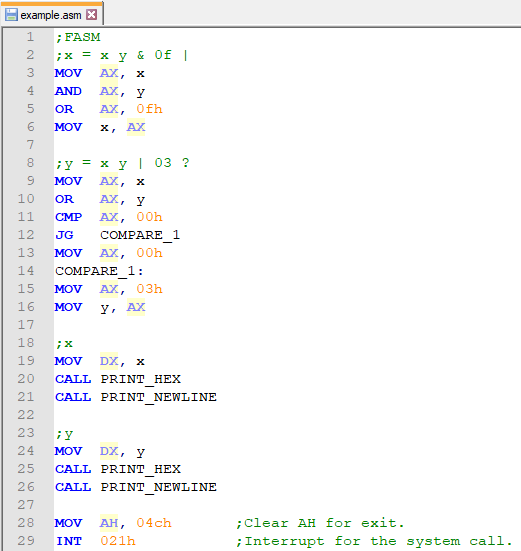 example.asm
1 ;FASM
2 ;x = x y & 0f |
3 MOV AX, x
4 AND AX, y
5 OR AX, 0fh
6 MOV x, AX
7
8 ;y = x y | 03 ?
9 MOV AX, x
10 OR AX, y
11 CMP AX, 00h
12 JG COMPARE_1
13 MOV AX, 00h
14 COMPARE_1:
15 MOV AX, 03h
16 MOV y, AX
17
18 ;x
19 MOV DX, x
20 CALL PRINT_HEX
21 CALL PRINT_NEWLINE
22
23 ;y
24 MOV DX, y
25 CALL PRINT_HEX
26 CALL PRINT_NEWLINE
27
28 MOV AH, 04ch ;Clear AH for exit.
29 INT 021h ;Interrupt for the system call.